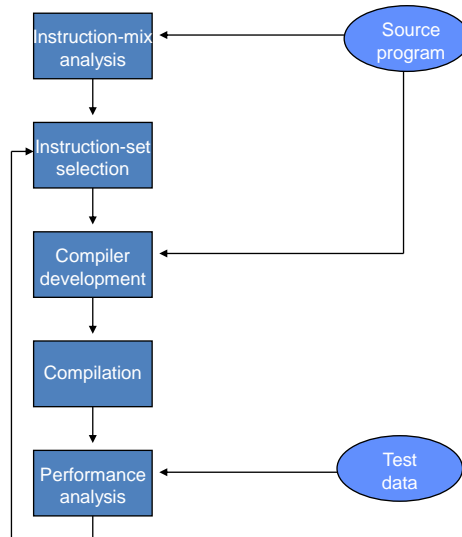 Instruction-mix
analysis
Source
program
Instruction-set
selection
Compiler
development
Compilation
Performance
analysis
Test
data